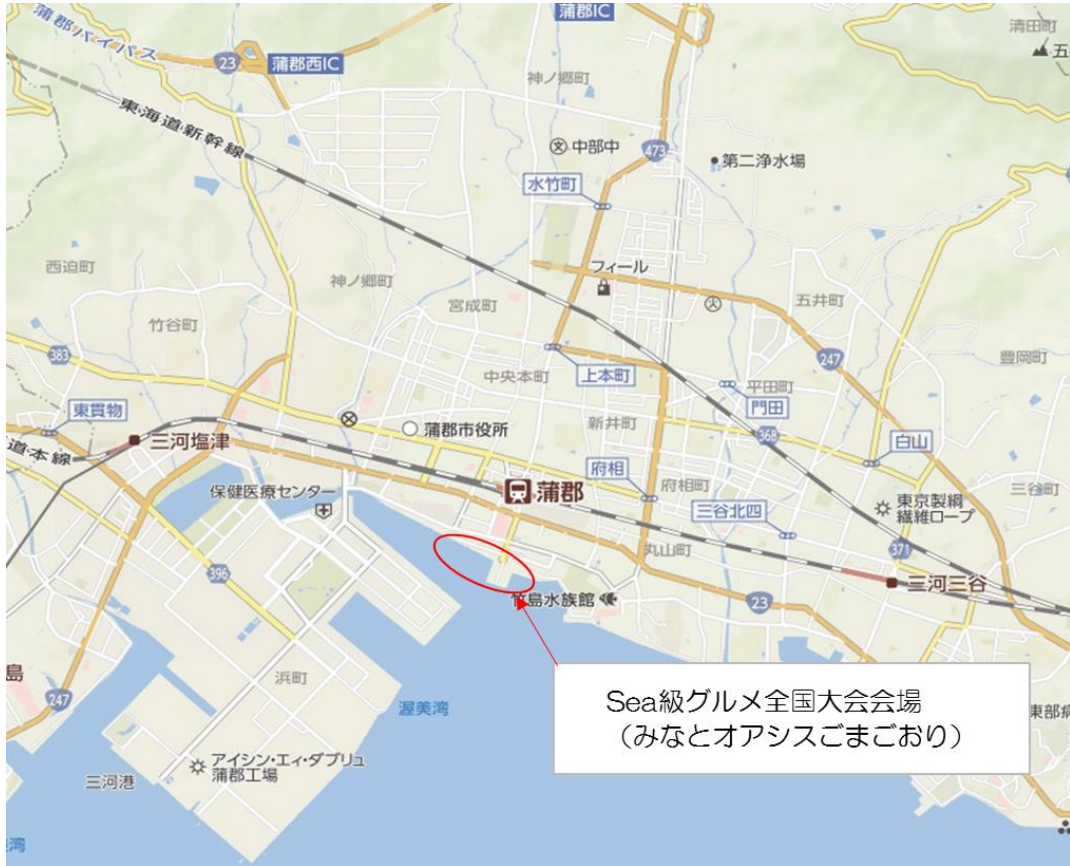 蒲郡バイパス
23
蒲郡西IC
蒲郡IC
清田町
五
神ノ郷町
東海道新幹線
中部中
473
第二浄水場
水竹町
西迫町
神ノ郷町
フィール
宮成町
五井町
竹谷町
247
383
中央本町
上本町
豊岡町
平田町
門田
東貫物
新井町
368
白山
道本線
三河塩津
蒲郡市役所
府相
保健医療センター
蒲郡
府相町
三谷町
東京製綱
繊維ロープ
三谷北四
丸山町
371
396
三河三谷
竹島水族館
23
島
浜町
247
渥美湾
Sea級グルメ全国大会会場
（みなとオアシスごまごおり）
東部病
アイシン・エィ・ダブリュ
蒲郡工場
三河港
湾